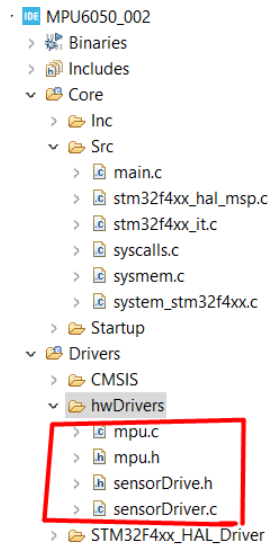 IDE MPU6050_002
Binaries
Includes
Core
Inc
Src
.c main.c
.c stm32f4xx_hal_msp.c
.c stm32f4xx_it.c
.c syscalls.c
.c sysmem.c
.c system_stm32f4xx.c
Startup
Drivers
CMSIS
hwDrivers
.c mpu.c
.h mpu.h
.h sensorDrive.h
.c sensorDriver.c
STM32F4xx_HAL_Driver